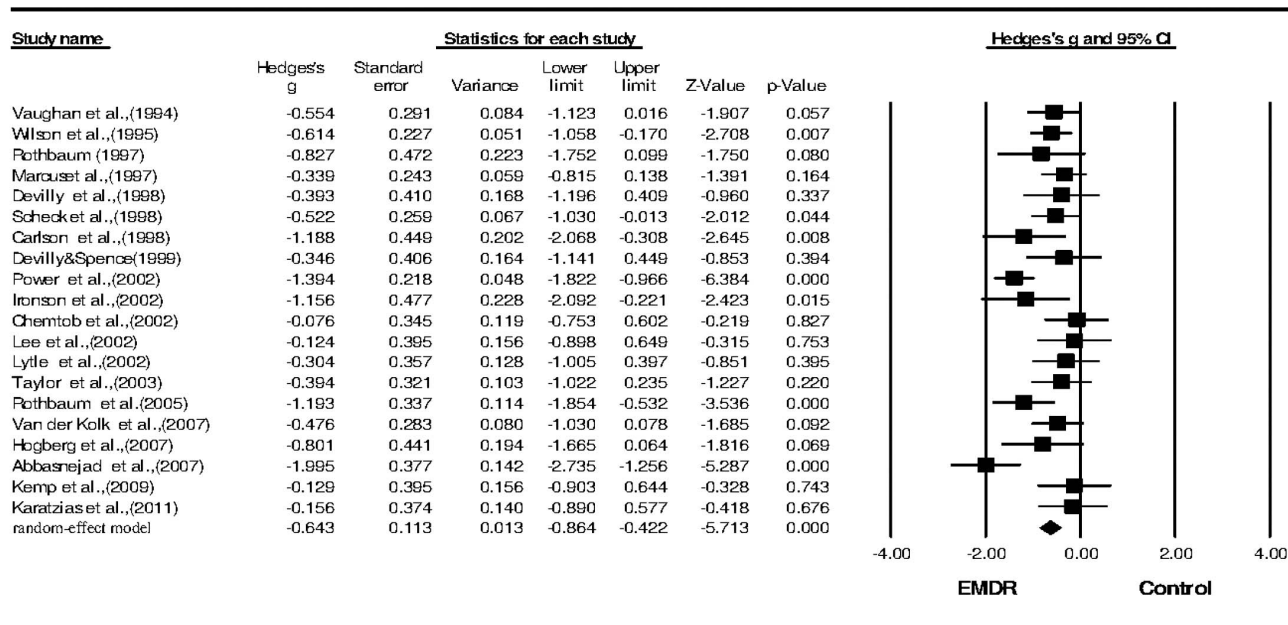 Study name Statistics for each study Hedges's g and 95% CI
Hedges's g Standard error Variance Lower limit Upper limit Z-Value p-Value
Vaughan et al.,(1994) -0.554 0.291 0.084 -1.123 0.016 -1.907 0.057
Wilson et al.,(1995) -0.614 0.227 0.051 -1.058 -0.170 -2.708 0.007
Rothbaum (1997) -0.827 0.472 0.223 -1.752 0.099 -1.750 0.080
Marcuset al.,(1997) -0.339 0.243 0.059 -0.815 0.138 -1.391 0.164
Devilly et al.,(1998) -0.393 0.410 0.168 -1.196 0.409 -0.960 0.337
Scheck et al.,(1998) -0.522 0.259 0.067 -1.030 -0.013 -2.012 0.044
Carlson et al.,(1998) -1.188 0.449 0.202 -2.068 -0.308 -2.645 0.008
Devilly&Spence(1999) -0.346 0.406 0.164 -1.141 0.449 -0.853 0.394
Power et al.,(2002) -1.394 0.218 0.048 -1.822 -0.966 -6.384 0.000
Ironson et al.,(2002) -1.156 0.477 0.228 -2.092 -0.221 -2.423 0.015
Chemtob et al.,(2002) -0.076 0.345 0.119 -0.753 0.602 -0.219 0.827
Lee et al.,(2002) -0.124 0.395 0.156 -0.898 0.649 -0.315 0.753
Lytle et al.,(2002) -0.304 0.357 0.128 -1.005 0.397 -0.851 0.395
Taylor et al.,(2003) -0.394 0.321 0.103 -1.022 0.235 -1.227 0.220
Rothbaum et al.(2005) -1.193 0.337 0.114 -1.854 -0.532 -3.536 0.000
Van der Kolk et al.,(2007) -0.476 0.283 0.080 -1.030 0.078 -1.685 0.092
Hogberg et al.,(2007) -0.801 0.441 0.194 -1.665 0.064 -1.816 0.069
Abbasnejad et al.,(2007) -1.995 0.377 0.142 -2.735 -1.256 -5.287 0.000
Kemp et al.,(2009) -0.129 0.395 0.156 -0.903 0.644 -0.328 0.743
Karatzias et al.,(2011) -0.156 0.374 0.140 -0.890 0.577 -0.418 0.676
random-effect model -0.643 0.113 0.013 -0.864 -0.422 -5.713 0.000
-4.00 -2.00 0.00 2.00 4.00
EMDR Control